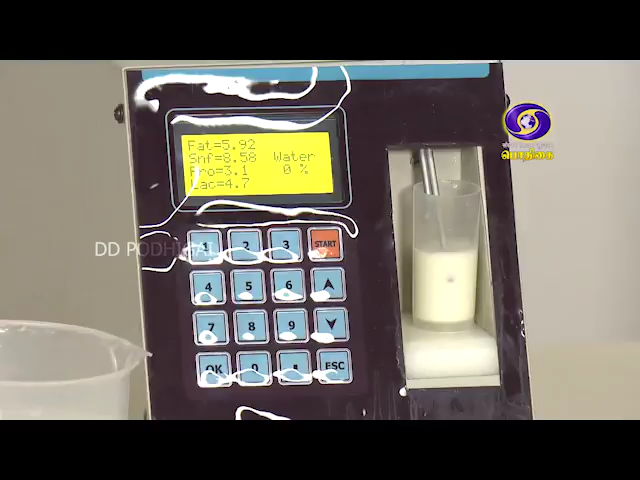 Fat=5.92
Snf=8.58 Water
Pro=3.1 0 %
Lac=4.7
பொதிகை
DD PODHIGAI
1 2 3 START
4 5 6
7 8 9
OK 0 ESC